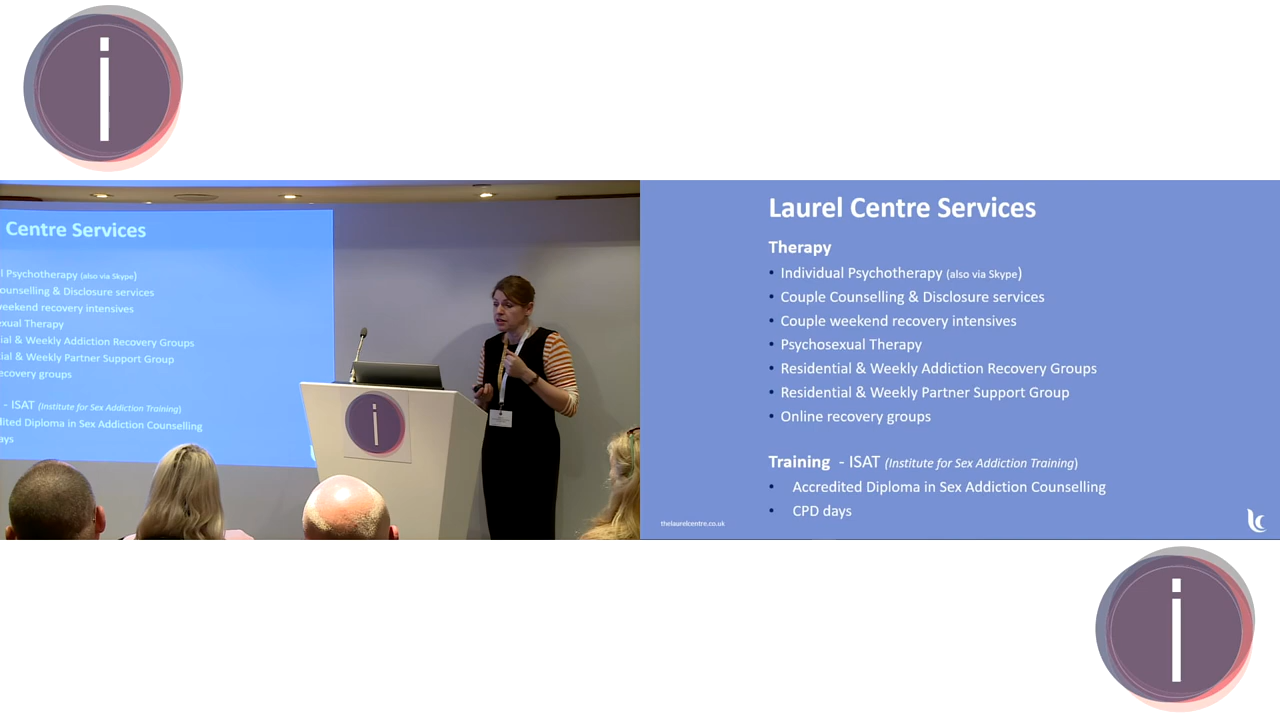 i
Centre Services
l Psychotherapy (also via Skype)
ounselling & Disclosure services
weekend recovery intensives
exual Therapy
ial & Weekly Addiction Recovery Groups
ial & Weekly Partner Support Group
ecovery groups
- ISAT (Institute for Sex Addiction Training)
dited Diploma in Sex Addiction Counselling
ays
i
Laurel Centre Services
Therapy
• Individual Psychotherapy (also via Skype)
• Couple Counselling & Disclosure services
• Couple weekend recovery intensives
• Psychosexual Therapy
• Residential & Weekly Addiction Recovery Groups
• Residential & Weekly Partner Support Group
• Online recovery groups
Training - ISAT (Institute for Sex Addiction Training)
• Accredited Diploma in Sex Addiction Counselling
• CPD days
thelaurelcentre.co.uk
i